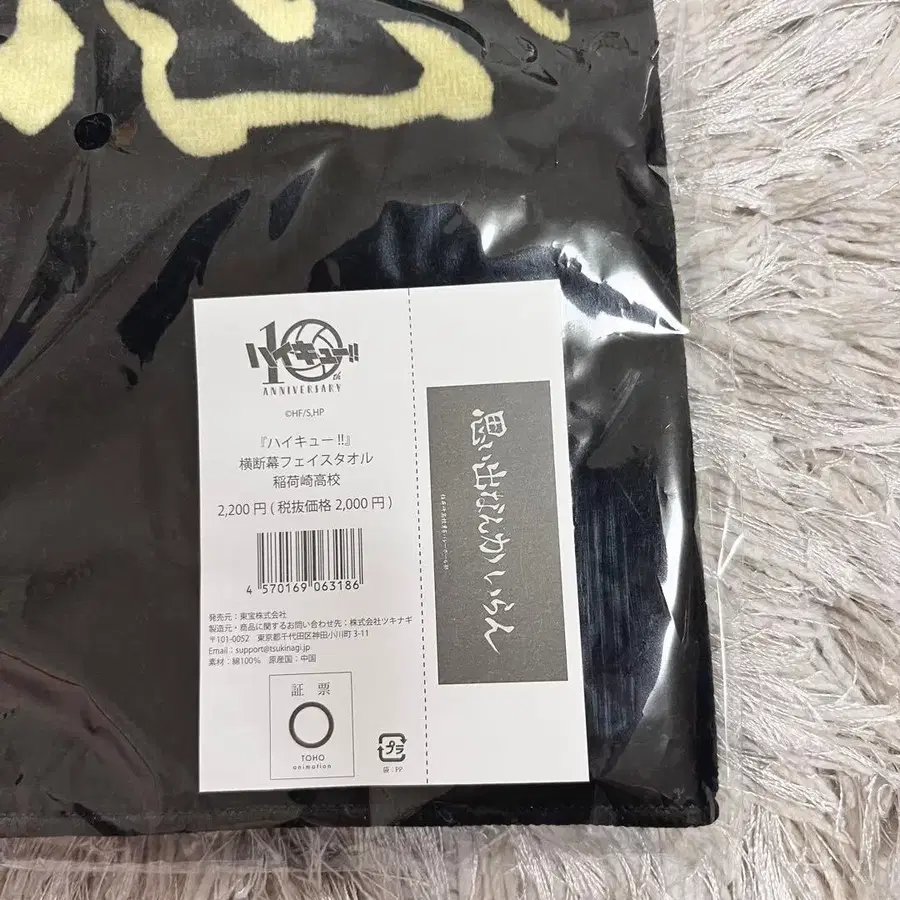 ハイキュー!!
10th
ANNIVERSARY
©HF/S,HP
『ハイキュー!!』
横断幕フェイスタオル
稲荷崎高校
2,200円(税抜価格2,000円)
4 570169 063186
発売元：東宝株式会社
製造元・商品に関するお問い合わせ先：株式会社ツキナギ
〒101-0052　東京都千代田区神田小川町 3-11
Email：support@tsukinagi.jp
素材：綿100%　原産国：中国
証 票
TOHO
animation
プラ
袋：PP
思い出なんかいらん